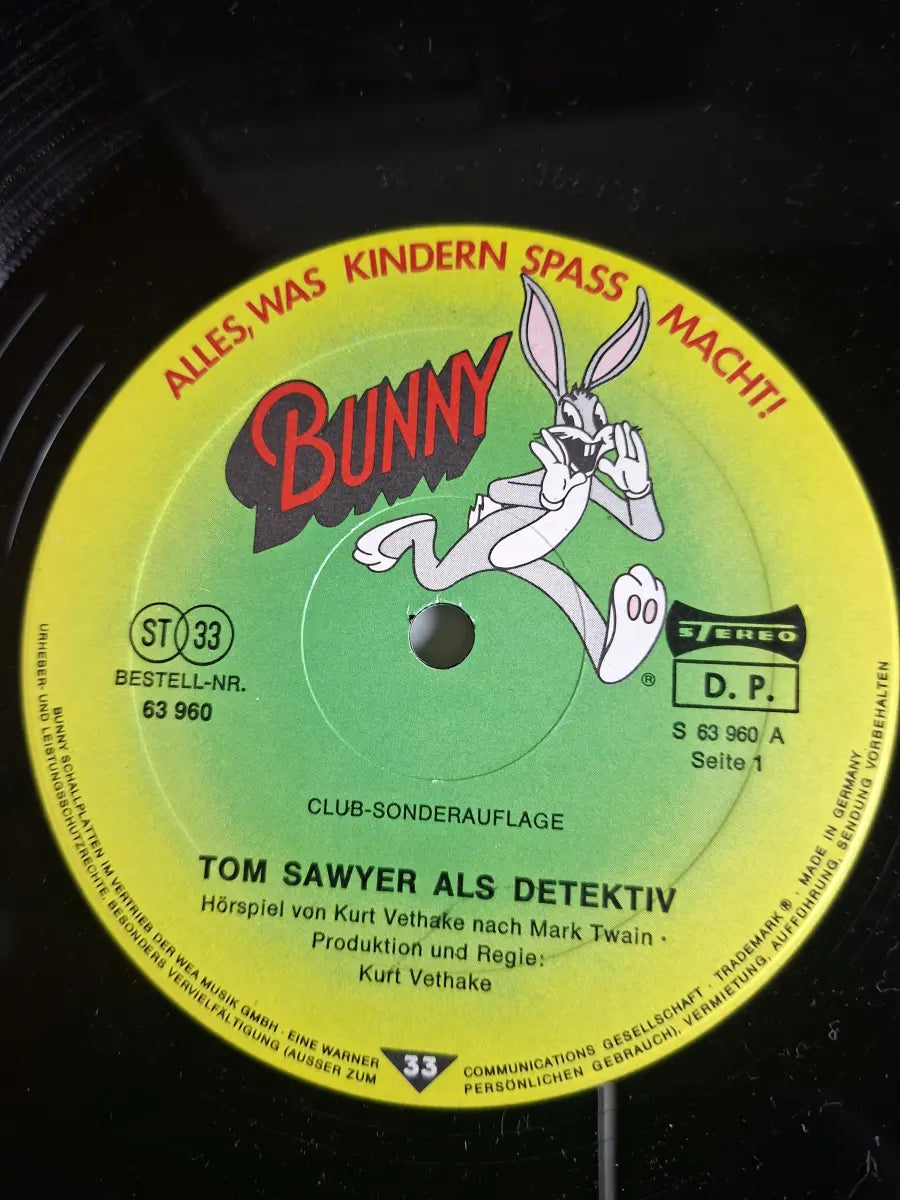 ALLES, WAS KINDERN SPASS MACHT!
BUNNY
®
ST 33
BESTELL-NR.
63 960
STEREO
D. P.
S 63 960 A
Seite 1
CLUB-SONDERAUFLAGE
TOM SAWYER ALS DETEKTIV
Hörspiel von Kurt Vethake nach Mark Twain ·
Produktion und Regie:
Kurt Vethake
BUNNY SCHALLPLATTEN IM VERTRIEB DER WEA MUSIK GMBH · EINE WARNER COMMUNICATIONS GESELLSCHAFT · TRADEMARK ® · MADE IN GERMANY
URHEBER- UND LEISTUNGSSCHUTZRECHTE, BESONDERS VERVIELFÄLTIGUNG (AUSSER ZUM PERSÖNLICHEN GEBRAUCH), VERMIETUNG, AUFFÜHRUNG, SENDUNG VORBEHALTEN
33